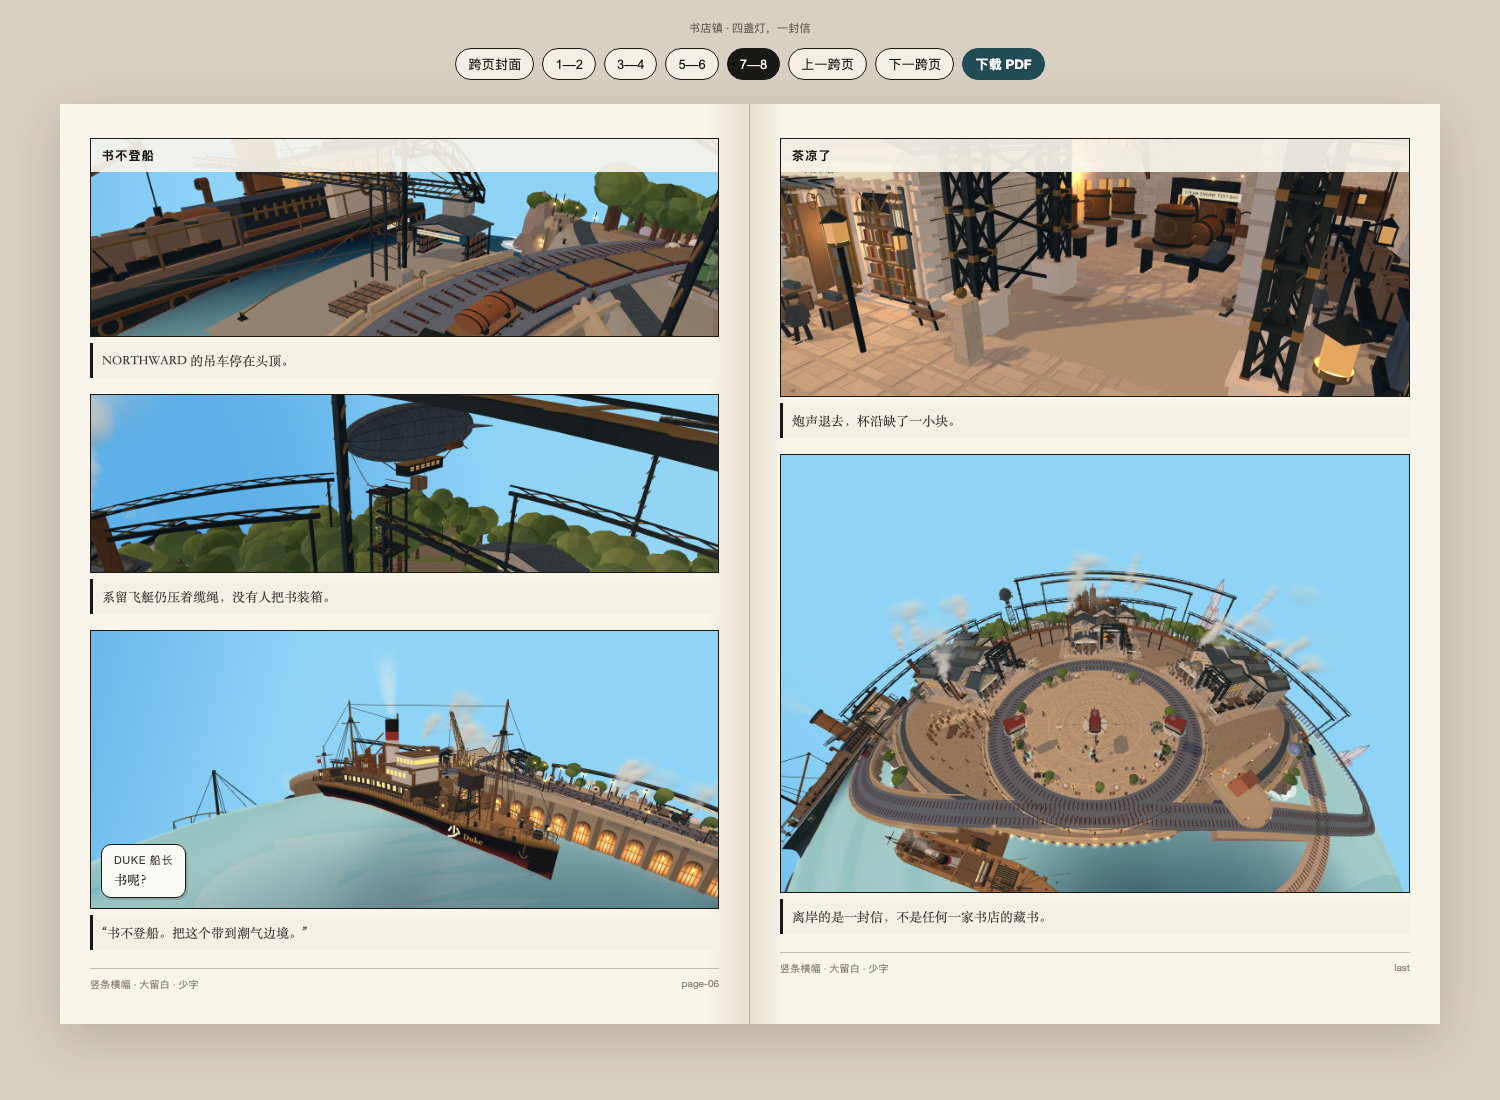 书店镇 · 四盏灯，一封信
跨页封面
1—2
3—4
5—6
7—8
上一跨页
下一跨页
下载 PDF
书不登船
NORTHWARD 的吊车停在头顶。
系留飞艇仍压着缆绳，没有人把书装箱。
Duke
DUKE 船长
书呢？
“书不登船。把这个带到潮气边境。”
竖条横幅 · 大留白 · 少字
page-06
茶凉了
STEAM ENGINE TEST BAY
炮声退去，杯沿缺了一小块。
离岸的是一封信，不是任何一家书店的藏书。
竖条横幅 · 大留白 · 少字
last